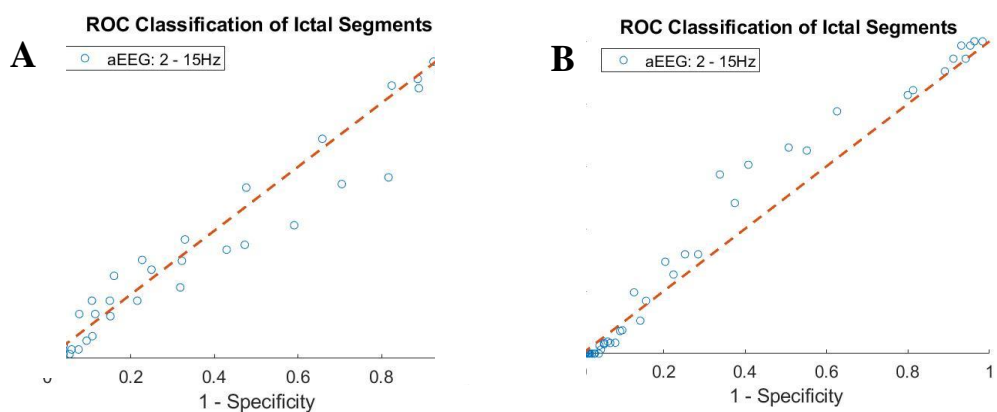 A
ROC Classification of Ictal Segments
aEEG: 2 - 15Hz
0.2 0.4 0.6 0.8
1 - Specificity
B
ROC Classification of Ictal Segments
aEEG: 2 - 15Hz
0.2 0.4 0.6 0.8 1
1 - Specificity